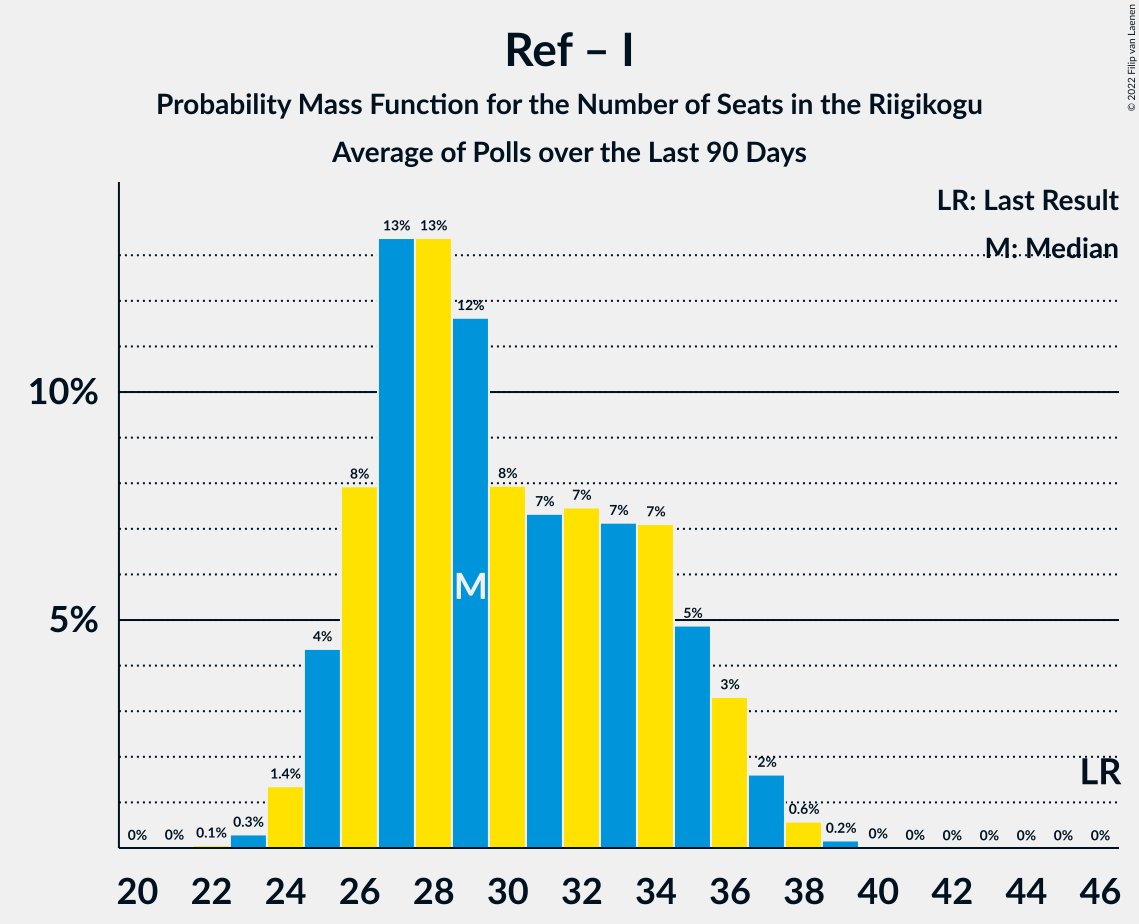 Ref – I
Probability Mass Function for the Number of Seats in the Riigikogu
Average of Polls over the Last 90 Days
© 2022 Filip van Laenen
LR: Last Result
M: Median
13% 13%
12%
10%
8% 8%
7% 7% 7% 7%
M
5%
4% 5%
3%
1.4% 2%
LR
0% 0% 0.1% 0.3% 0.6% 0.2% 0% 0% 0% 0% 0% 0% 0%
20 22 24 26 28 30 32 34 36 38 40 42 44 46